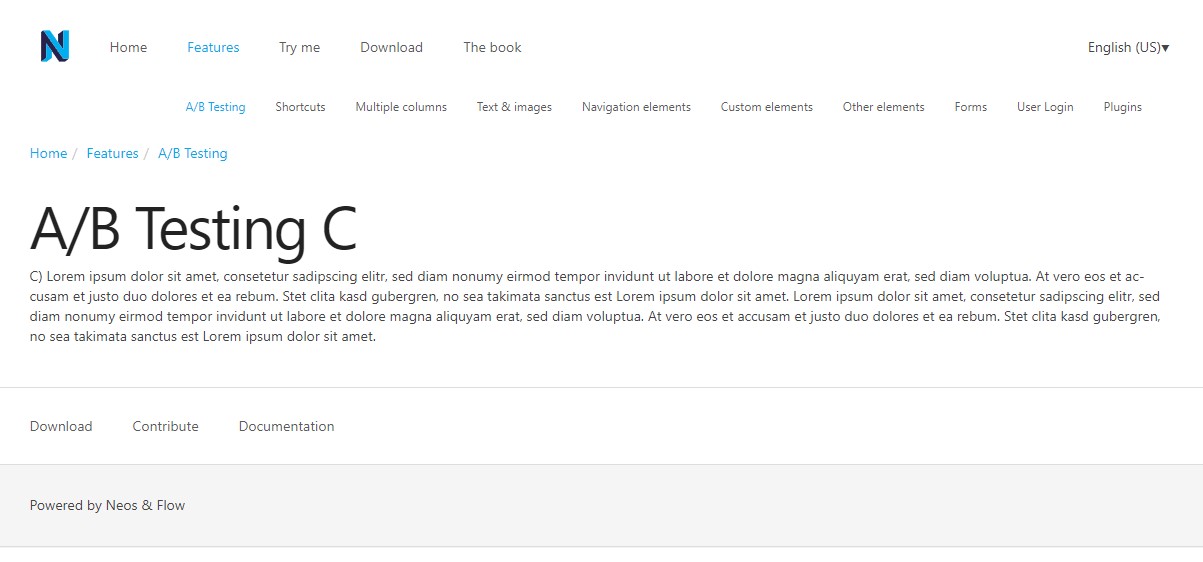 Home Features Try me Download The book English (US)▾
A/B Testing Shortcuts Multiple columns Text & images Navigation elements Custom elements Other elements Forms User Login Plugins
Home / Features / A/B Testing
A/B Testing C
C) Lorem ipsum dolor sit amet, consetetur sadipscing elitr, sed diam nonumy eirmod tempor invidunt ut labore et dolore magna aliquyam erat, sed diam voluptua. At vero eos et ac-
cusam et justo duo dolores et ea rebum. Stet clita kasd gubergren, no sea takimata sanctus est Lorem ipsum dolor sit amet. Lorem ipsum dolor sit amet, consetetur sadipscing elitr, sed
diam nonumy eirmod tempor invidunt ut labore et dolore magna aliquyam erat, sed diam voluptua. At vero eos et accusam et justo duo dolores et ea rebum. Stet clita kasd gubergren,
no sea takimata sanctus est Lorem ipsum dolor sit amet.
Download Contribute Documentation
Powered by Neos & Flow